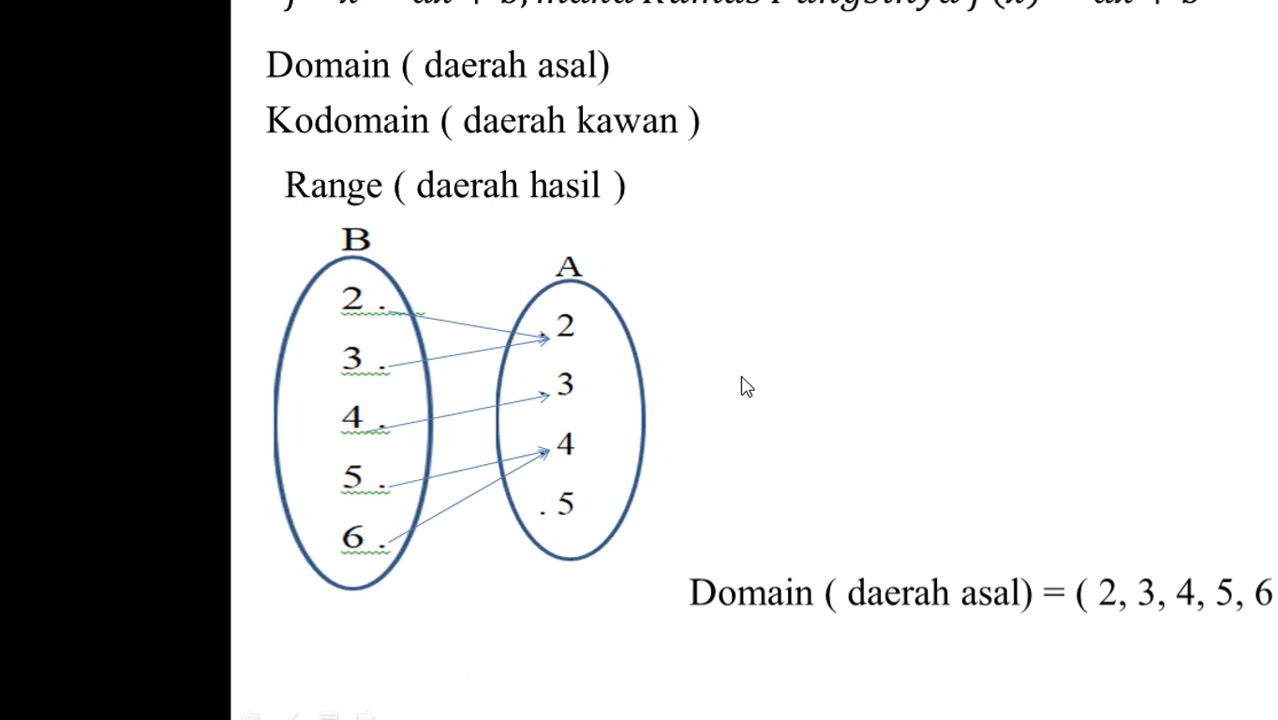 Domain ( daerah asal)
Kodomain ( daerah kawan )
Range ( daerah hasil )
B
A
2 .
3 .
4 .
5 .
6 .
. 2
3
4
. 5
Domain ( daerah asal) = ( 2, 3, 4, 5, 6